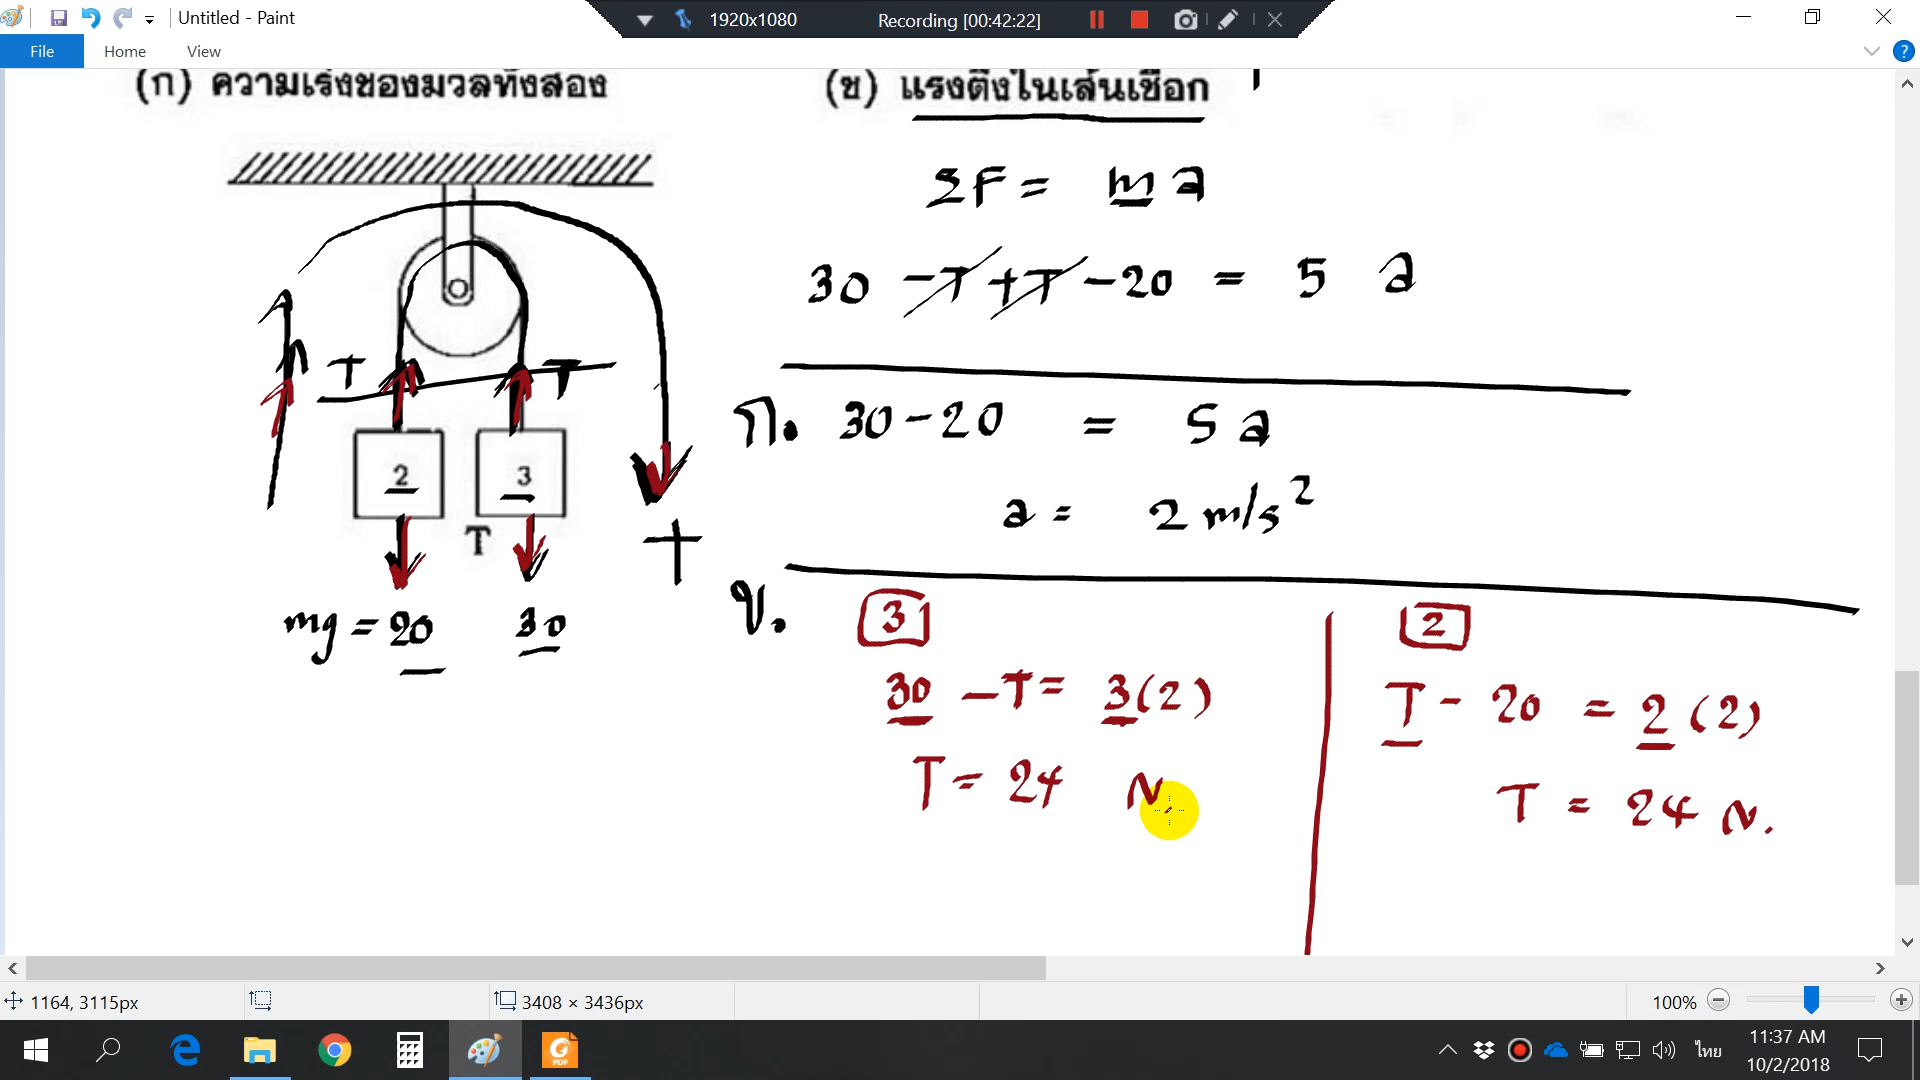 Untitled - Paint
1920x1080
Recording [00:42:22]
File Home View
(ก) ความเร่งของมวลทั้งสอง
(ข) แรงตึงในเส้นเชือก
ΣF = ma
30 -T +T -20 = 5 a
T T
ก. 30-20 = 5a
2 3
a = 2 m/s²
T
+
mg = 20 30
ข. 3
30 - T = 3(2)
T = 24 N
2
T - 20 = 2 (2)
T = 24 N.
1164, 3115px
3408 × 3436px
100%
PDF
ไทย
11:37 AM
10/2/2018